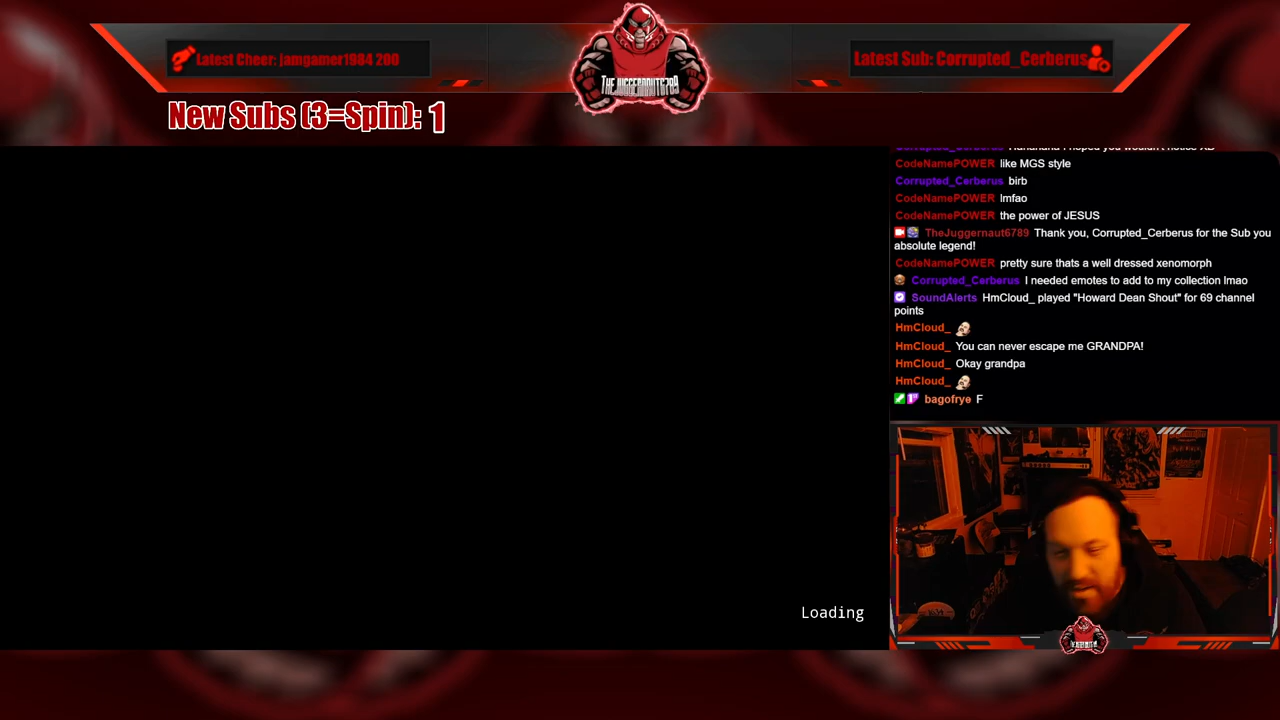 Latest Cheer: jamgamer1984 200
THEJUGGERNAUT6789
Latest Sub: Corrupted_Cerberus
New Subs (3=Spin): 1
CodeNamePOWER like MGS style
Corrupted_Cerberus birb
CodeNamePOWER lmfao
CodeNamePOWER the power of JESUS
TheJuggernaut6789 Thank you, Corrupted_Cerberus for the Sub you
absolute legend!
CodeNamePOWER pretty sure thats a well dressed xenomorph
Corrupted_Cerberus I needed emotes to add to my collection lmao
SoundAlerts HmCloud_ played "Howard Dean Shout" for 69 channel
points
HmCloud_
HmCloud_ You can never escape me GRANDPA!
HmCloud_ Okay grandpa
HmCloud_
bagofrye F
Loading